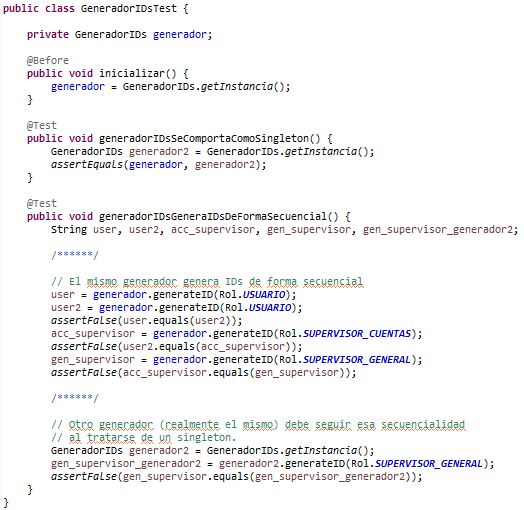 public class GeneradorIDsTest {
private GeneradorIDs generador;
@Before
public void inicializar() {
generador = GeneradorIDs.getInstancia();
}
@Test
public void generadorIDsSeComportaComoSingleton() {
GeneradorIDs generador2 = GeneradorIDs.getInstancia();
assertEquals(generador, generador2);
}
@Test
public void generadorIDsGeneraIDsDeFormaSecuencial() {
String user, user2, acc_supervisor, gen_supervisor, gen_supervisor_generador2;
/******/
// El mismo generador genera IDs de forma secuencial
user = generador.generateID(Rol.USUARIO);
user2 = generador.generateID(Rol.USUARIO);
assertFalse(user.equals(user2));
acc_supervisor = generador.generateID(Rol.SUPERVISOR_CUENTAS);
assertFalse(user2.equals(acc_supervisor));
gen_supervisor = generador.generateID(Rol.SUPERVISOR_GENERAL);
assertFalse(acc_supervisor.equals(gen_supervisor));
/******/
// Otro generador (realmente el mismo) debe seguir esa secuencialidad
// al tratarse de un singleton.
GeneradorIDs generador2 = GeneradorIDs.getInstancia();
gen_supervisor_generador2 = generador2.generateID(Rol.SUPERVISOR_GENERAL);
assertFalse(gen_supervisor.equals(gen_supervisor_generador2));
}
}